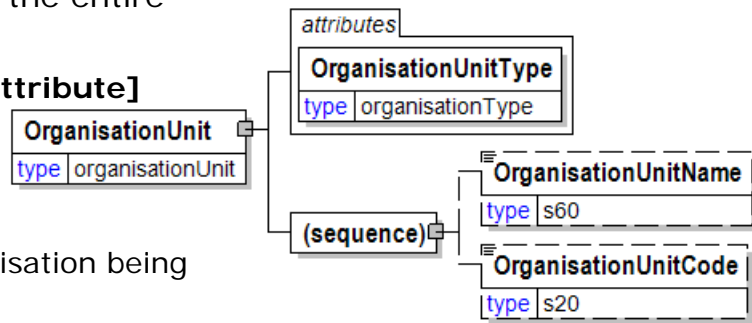 the entire
attributes
OrganisationUnitType
type organisationType
ttribute]
OrganisationUnit
type organisationUnit
OrganisationUnitName
type s60
(sequence)
isation being
OrganisationUnitCode
type s20